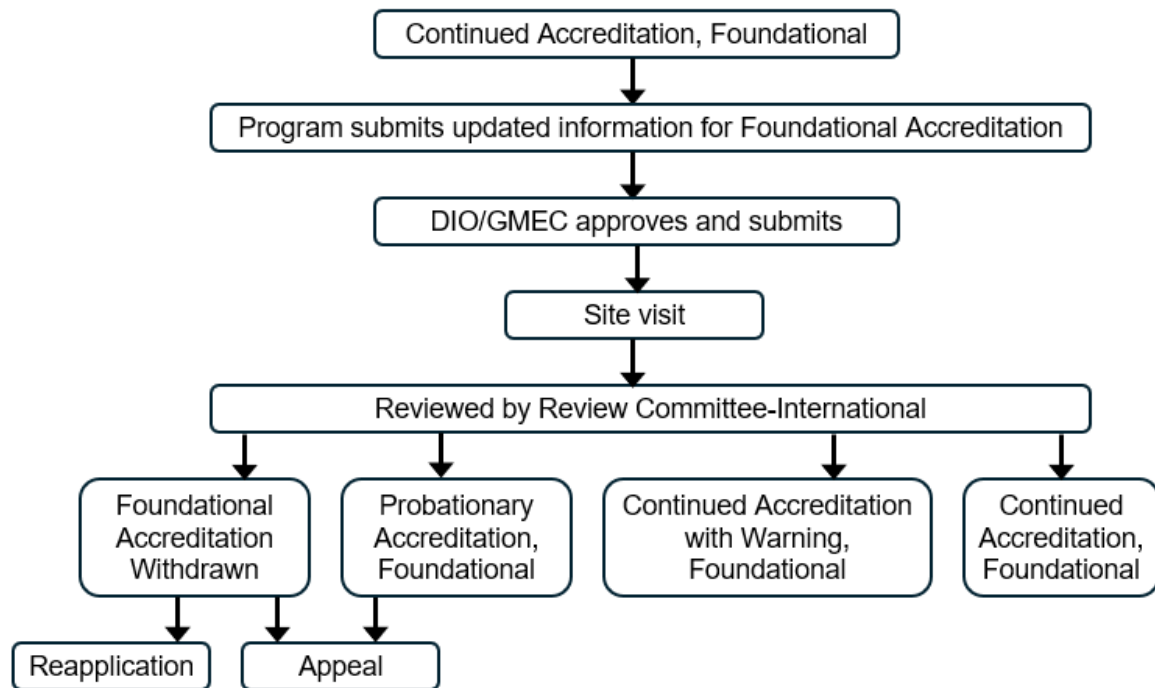 Continued Accreditation, Foundational
Program submits updated information for Foundational Accreditation
DIO/GMEC approves and submits
Site visit
Reviewed by Review Committee-International
Foundational
Accreditation
Withdrawn
Probationary
Accreditation,
Foundational
Continued Accreditation
with Warning,
Foundational
Continued
Accreditation,
Foundational
Reapplication
Appeal